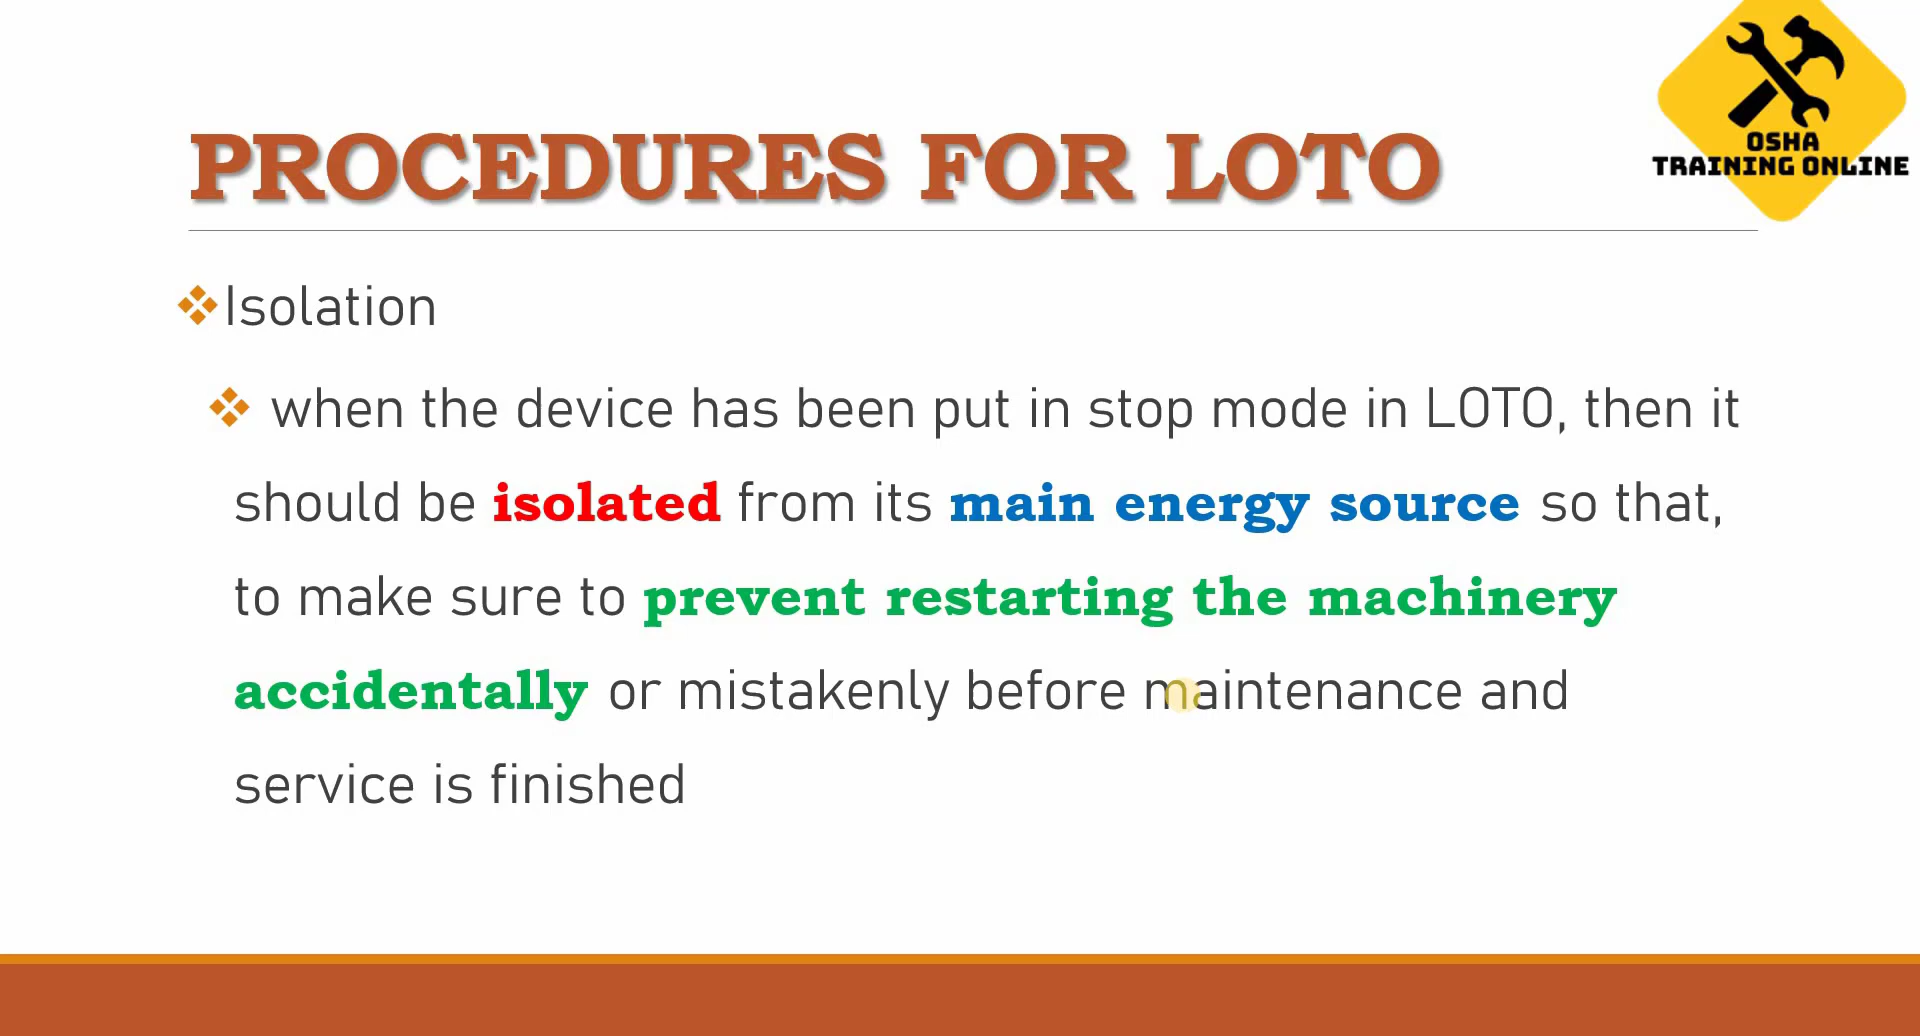 OSHA
TRAINING ONLINE
PROCEDURES FOR LOTO
Isolation
when the device has been put in stop mode in LOTO, then it
should be isolated from its main energy source so that,
to make sure to prevent restarting the machinery
accidentally or mistakenly before maintenance and
service is finished